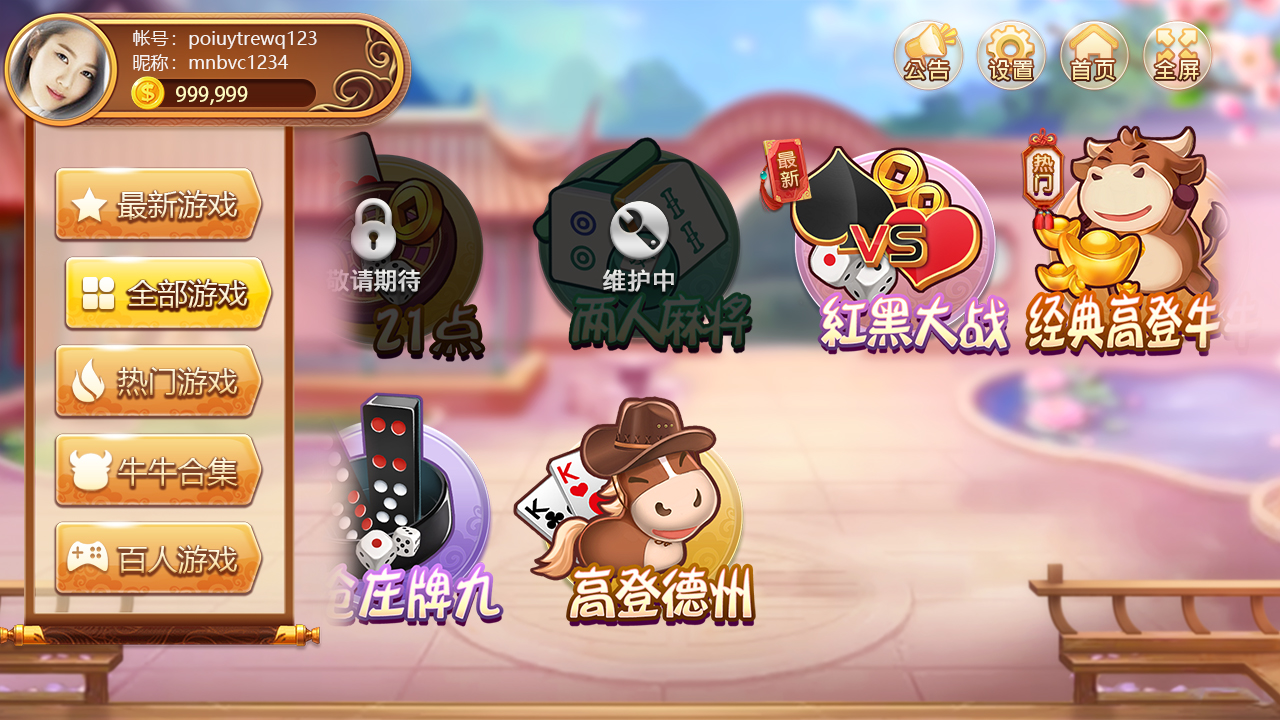 帐号：poiuytrewq123
昵称：mnbvc1234
999,999
公告
设置
首页
全屏
最新游戏
全部游戏
热门游戏
牛牛合集
百人游戏
敬请期待
21点
维护中
两人麻将
最新
VS
紅黑大战
热门
经典高登牛牛
抢庄牌九
K
K
高登德州